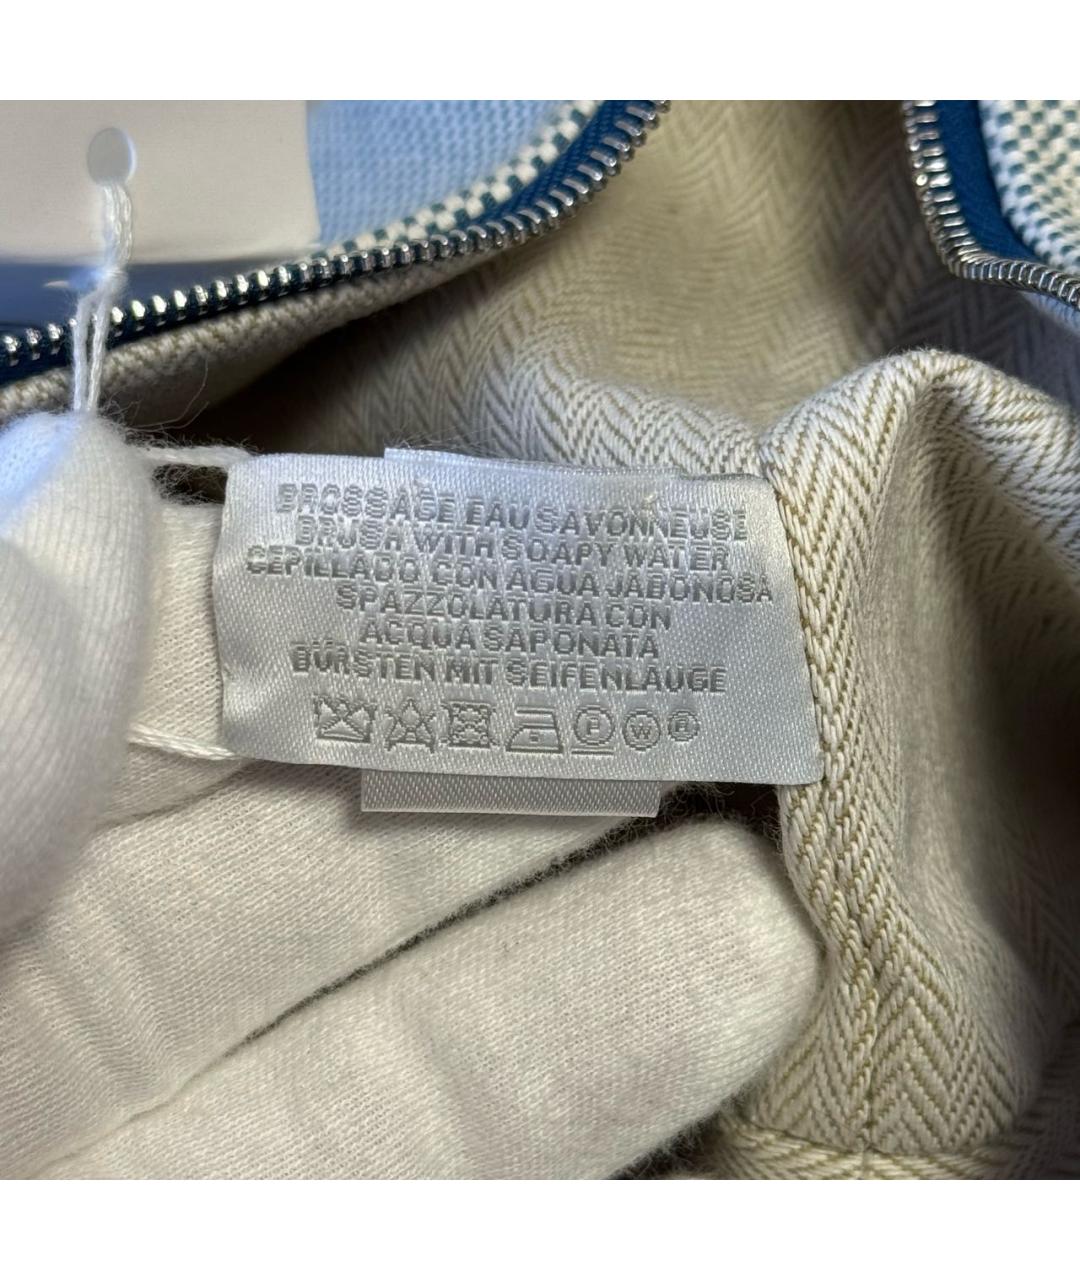 BROSSAGE EAU SAVONNEUSE
BRUSH WITH SOAPY WATER
CEPILLADO CON AGUA JABONOSA
SPAZZOLATURA CON
ACQUA SAPONATA
BÜRSTEN MIT SEIFENLAUGE
P W ®